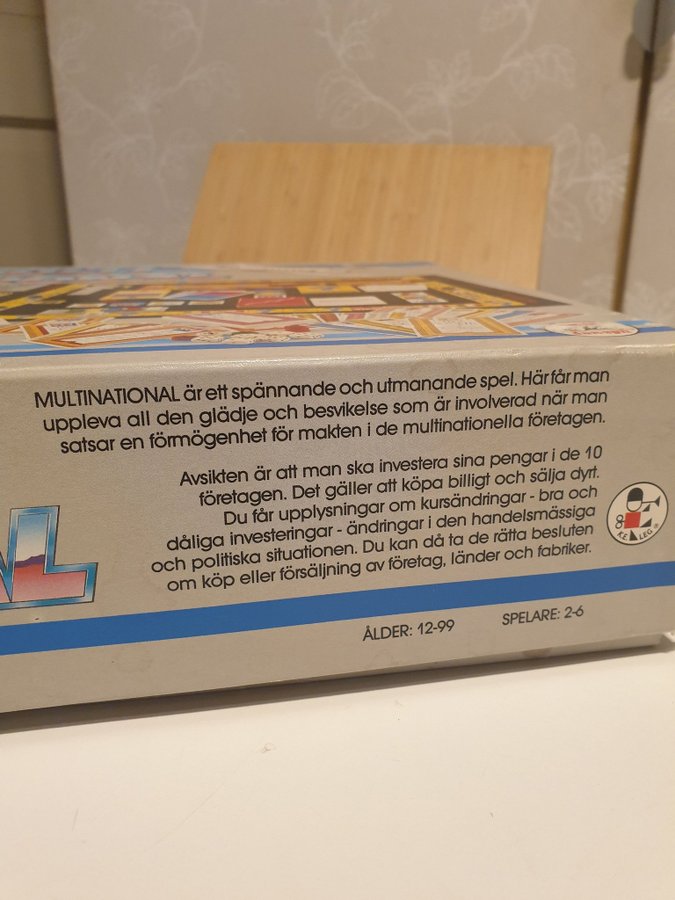 MULTINATIONAL är ett spännande och utmanande spel. Här får man
uppleva all den glädje och besvikelse som är involverad när man
satsar en förmögenhet för makten i de multinationella företagen.
Avsikten är att man ska investera sina pengar i de 10
företagen. Det gäller att köpa billigt och sälja dyrt.
Du får upplysningar om kursändringar - bra och
dåliga investeringar - ändringar i den handelsmässiga
och politiska situationen. Du kan då ta de rätta besluten
om köp eller försäljning av företag, länder och fabriker.
ÅLDER: 12-99 SPELARE: 2-6